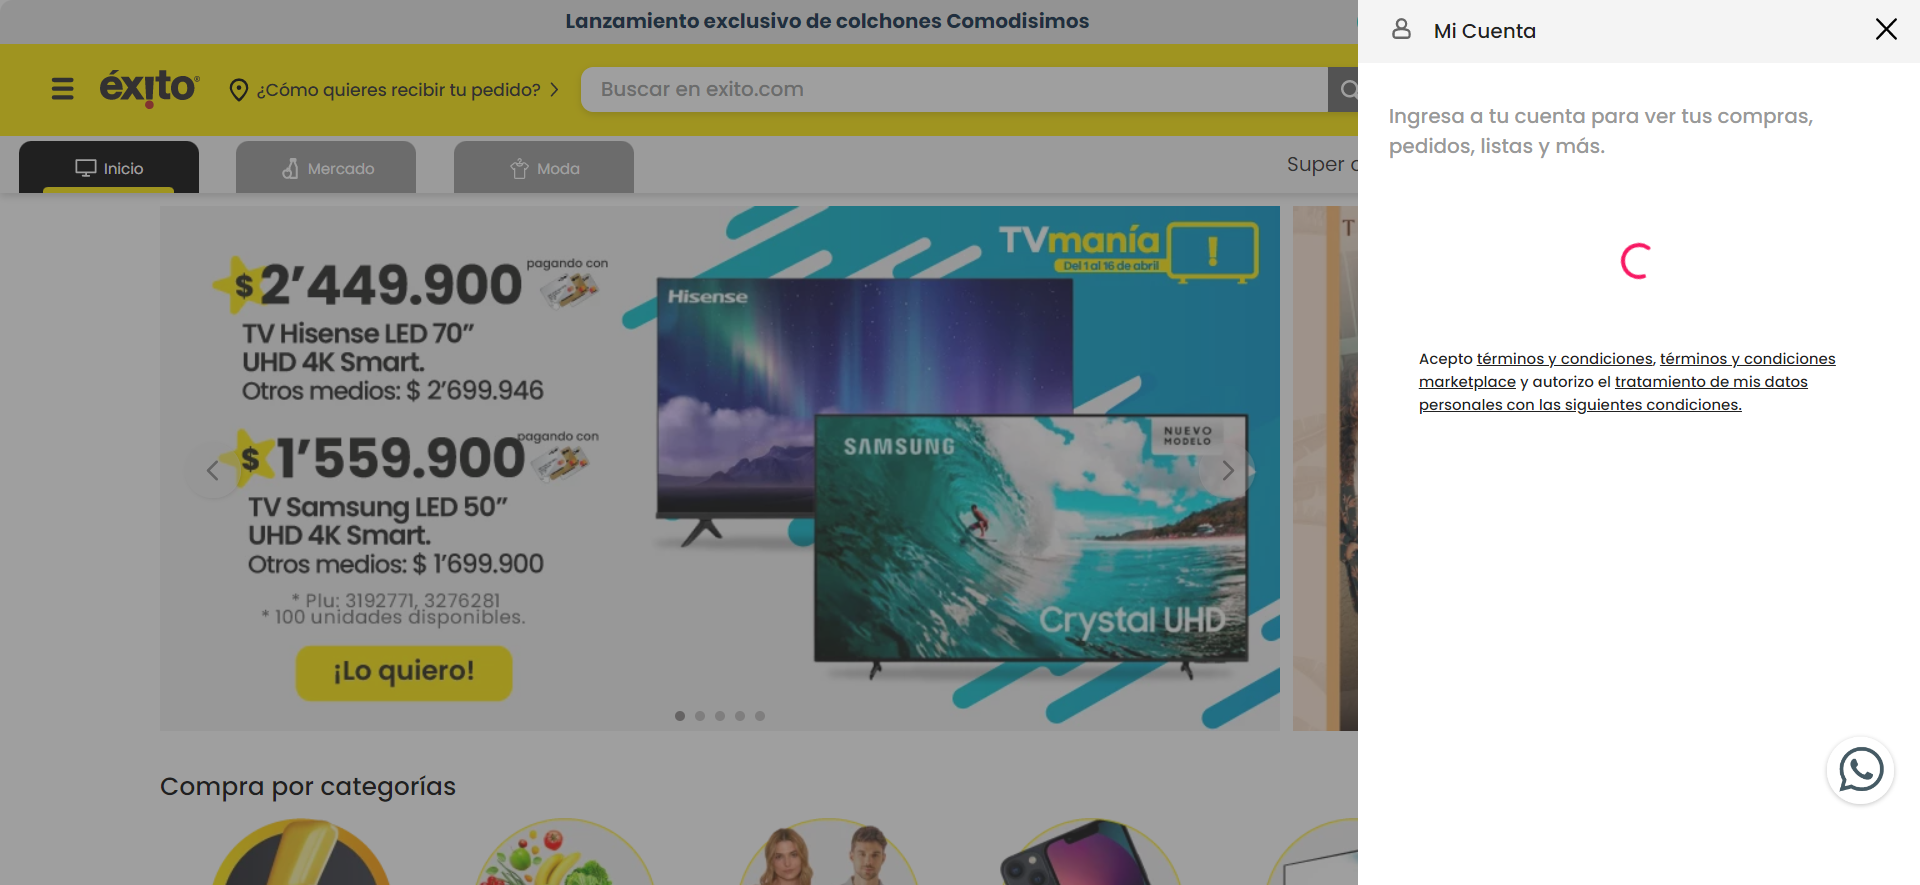 Lanzamiento exclusivo de colchones Comodisimos
éxito
¿Cómo quieres recibir tu pedido?
Buscar en exito.com
Inicio
Mercado
Moda
Super
TVmanía
Del 1 al 16 de abril
$2'449.900
pagando con
TV Hisense LED 70"
UHD 4K Smart.
Otros medios: $ 2'699.946
$1'559.900
pagando con
TV Samsung LED 50"
UHD 4K Smart.
Otros medios: $ 1'699.900
* Plu: 3192771, 3276281
* 100 unidades disponibles.
¡Lo quiero!
Hisense
SAMSUNG
NUEVO
MODELO
Crystal UHD
T
Compra por categorías
Mi Cuenta
Ingresa a tu cuenta para ver tus compras,
pedidos, listas y más.
Acepto términos y condiciones, términos y condiciones
marketplace y autorizo el tratamiento de mis datos
personales con las siguientes condiciones.